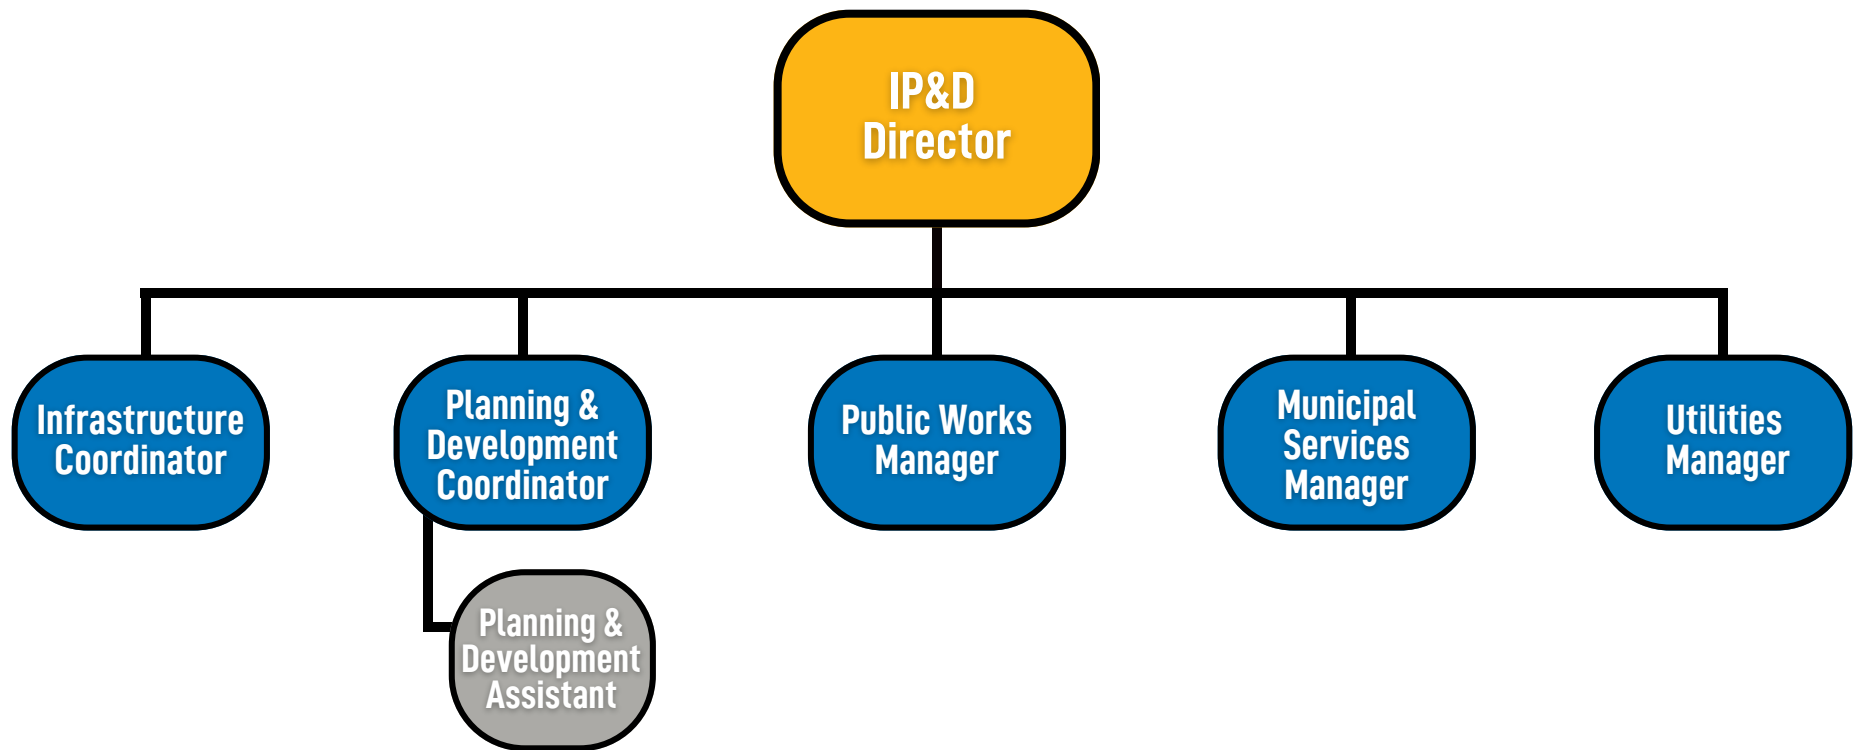 IP&D
Director
Infrastructure
Coordinator
Planning &
Development
Coordinator
Public Works
Manager
Municipal
Services
Manager
Utilities
Manager
Planning &
Development
Assistant